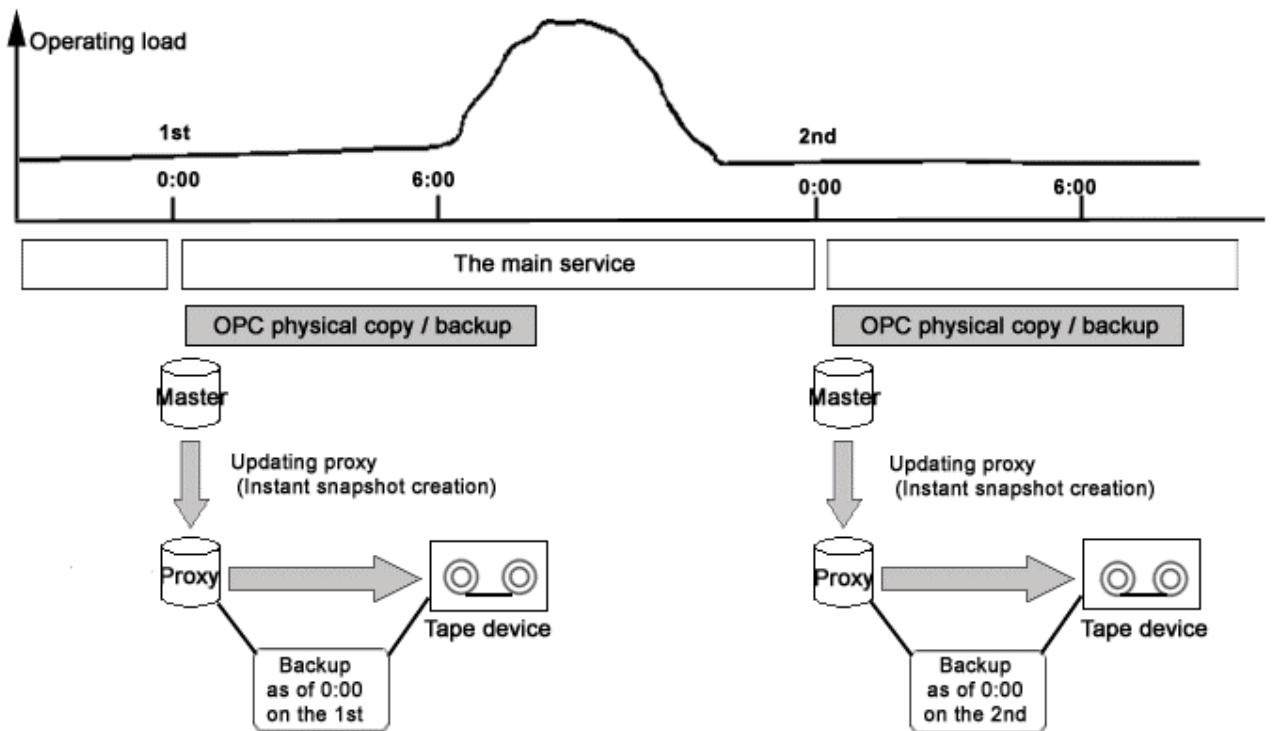 Operating load
1st
2nd
0:00
6:00
0:00
6:00
The main service
OPC physical copy / backup
OPC physical copy / backup
Master
Master
Updating proxy
(Instant snapshot creation)
Updating proxy
(Instant snapshot creation)
Proxy
Proxy
Tape device
Tape device
Backup
as of 0:00
on the 1st
Backup
as of 0:00
on the 2nd